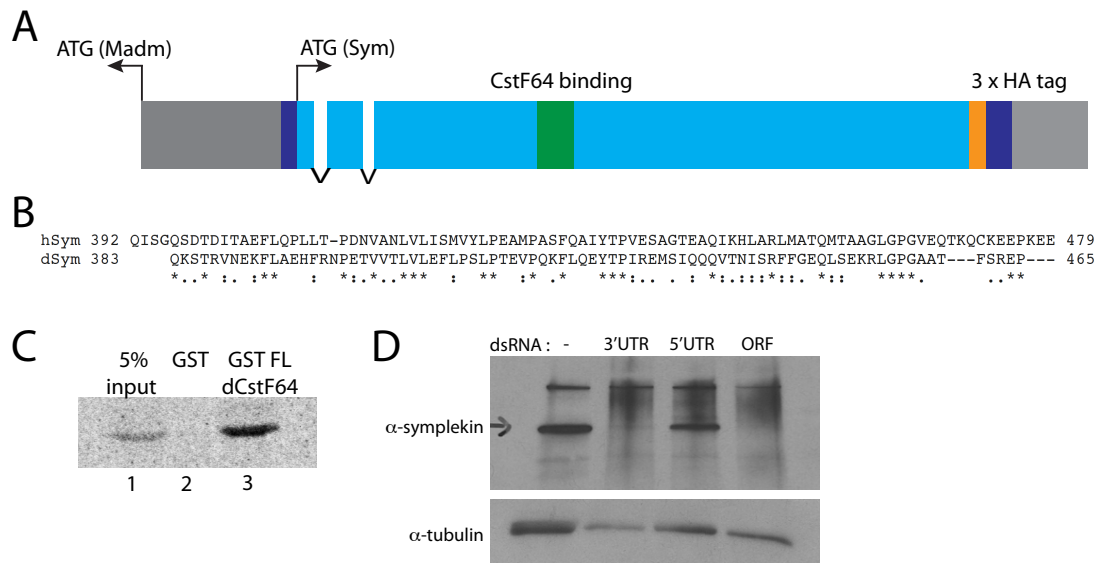 A
ATG (Madm)
ATG (Sym)
CstF64 binding
3 x HA tag
B
hSym 392 QISGQSDTDITAEFLQPLLT-PDNVANLVLISMVYLPEAMPASFQAIYTPVESAGTEAQIKHLARLMATQMTAAGLGPGVEQTKQCKEEPKEE 479
dSym 383 QKSTRVNEKFLAEHFRNPETVVTLVLEFLPSLPTEVPQKFLQEYTPIREMSIQQQVTNISRFFGEQLSEKRLGPGAAT---FSREP--- 465
*.. :. :** : *:..***. : ** :* .* ***:. . :. ::::*::. *:: ****. ..**
C
5% input
GST
GST FL dCstF64
1 2 3
D
dsRNA : - 3'UTR 5'UTR ORF
α-symplekin
α-tubulin